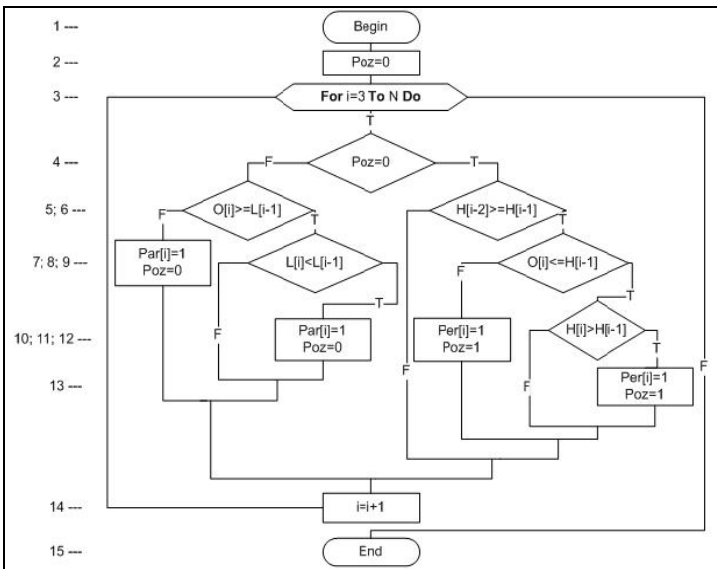 1 --- Begin
2 --- Poz=0
3 --- For i=3 To N Do
T
4 --- F Poz=0 T
5; 6 --- F O[i]>=L[i-1] T H[i-2]>=H[i-1] T
Par[i]=1
Poz=0
7; 8; 9 --- L[i]<L[i-1] F O[i]<=H[i-1]
T T
10; 11; 12 --- F Par[i]=1
Poz=0
Per[i]=1
Poz=1
H[i]>H[i-1]
T
13 --- F F Per[i]=1
Poz=1
F
14 --- i=i+1
15 --- End